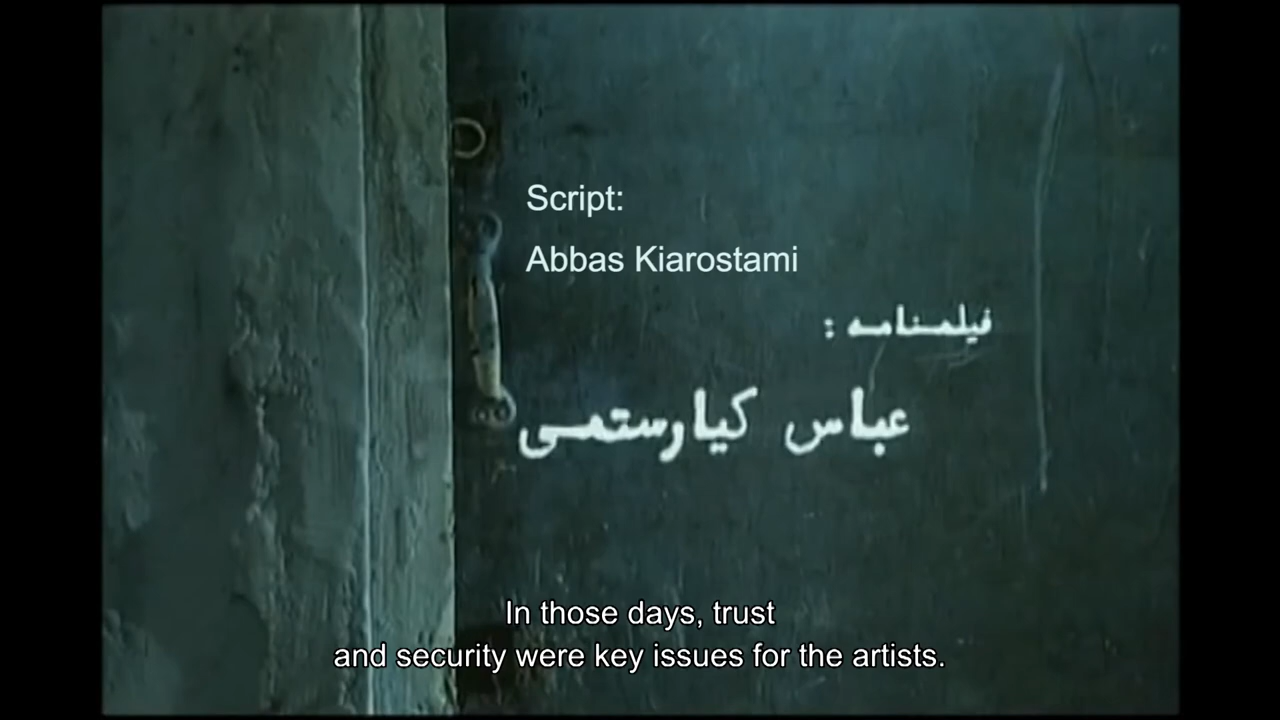 Script:
Abbas Kiarostami
فیلمنامه :
عباس کیارستمی
In those days, trust
and security were key issues for the artists.